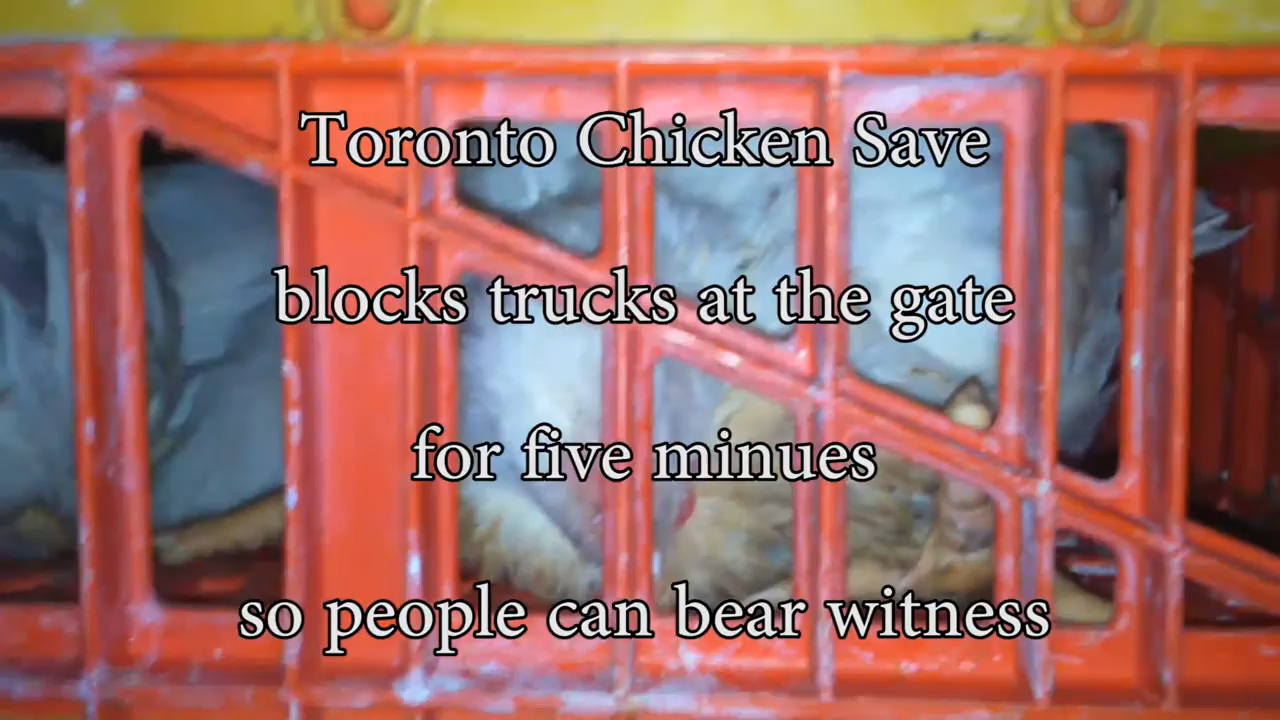 Toronto Chicken Save
blocks trucks at the gate
for five minues
so people can bear witness